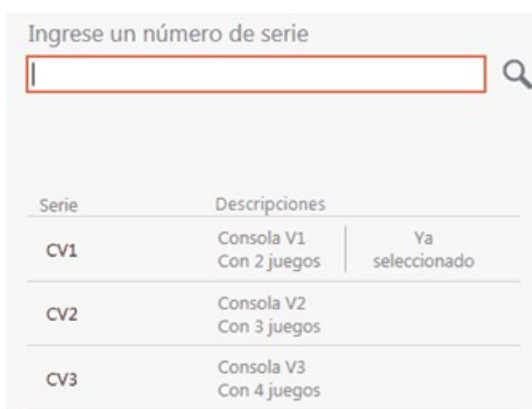 Ingrese un número de serie
Serie Descripciones
CV1 Consola V1 Ya
Con 2 juegos seleccionado
CV2 Consola V2
Con 3 juegos
CV3 Consola V3
Con 4 juegos